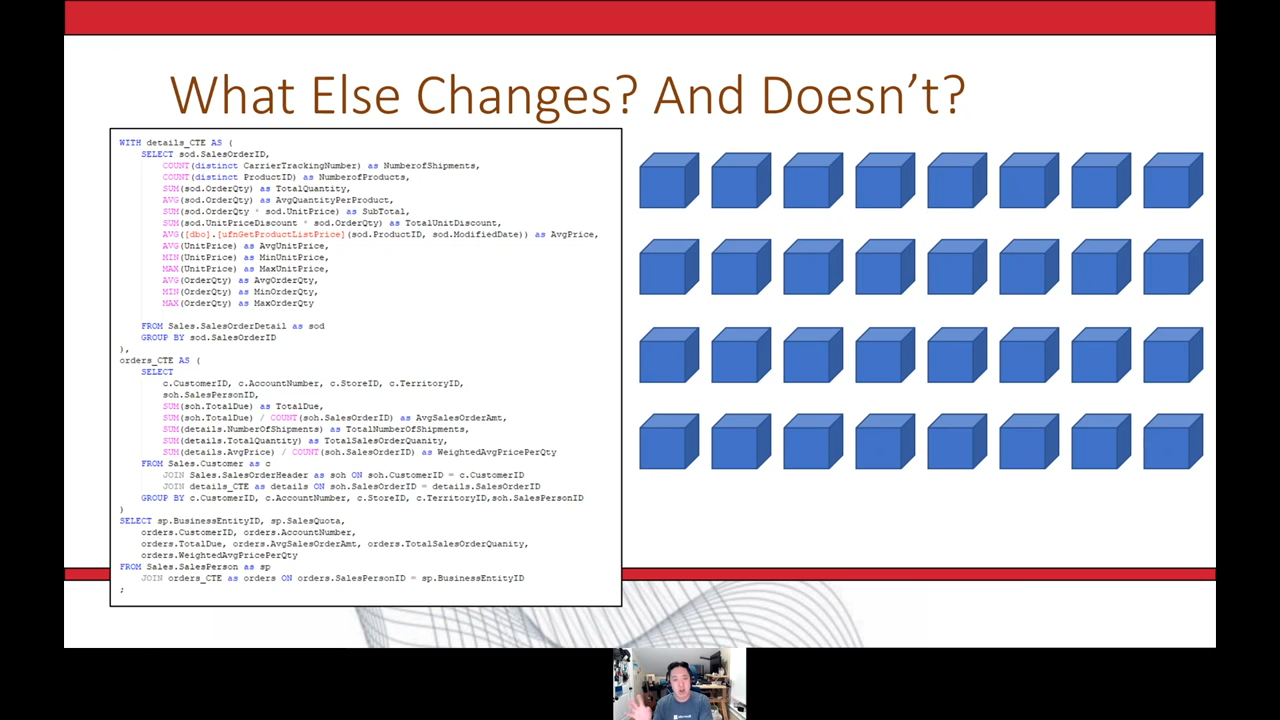 What Else Changes? And Doesn't?
WITH details_CTE AS (
SELECT sod.SalesOrderID,
COUNT(distinct CarrierTrackingNumber) as NumberofShipments,
COUNT(distinct ProductID) as NumberofProducts,
SUM(sod.OrderQty) as TotalQuantity,
AVG(sod.OrderQty) as AvgQuantityPerProduct,
SUM(sod.OrderQty * sod.UnitPrice) as SubTotal,
SUM(sod.UnitPriceDiscount * sod.OrderQty) as TotalUnitDiscount,
AVG([dbo].[ufnGetProductListPrice](sod.ProductID, sod.ModifiedDate)) as AvgPrice,
AVG(UnitPrice) as AvgUnitPrice,
MIN(UnitPrice) as MinUnitPrice,
MAX(UnitPrice) as MaxUnitPrice,
AVG(OrderQty) as AvgOrderQty,
MIN(OrderQty) as MinOrderQty,
MAX(OrderQty) as MaxOrderQty
FROM Sales.SalesOrderDetail as sod
GROUP BY sod.SalesOrderID
),
orders_CTE AS (
SELECT
c.CustomerID, c.AccountNumber, c.StoreID, c.TerritoryID,
soh.SalesPersonID,
SUM(soh.TotalDue) as TotalDue,
SUM(soh.TotalDue) / COUNT(soh.SalesOrderID) as AvgSalesOrderAmt,
SUM(details.NumberOfShipments) as TotalNumberOfShipments,
SUM(details.TotalQuantity) as TotalSalesOrderQuanity,
SUM(details.AvgPrice) / COUNT(soh.SalesOrderID) as WeightedAvgPricePerQty
FROM Sales.Customer as c
JOIN Sales.SalesOrderHeader as soh ON soh.CustomerID = c.CustomerID
JOIN details_CTE as details ON soh.SalesOrderID = details.SalesOrderID
GROUP BY c.CustomerID, c.AccountNumber, c.StoreID, c.TerritoryID,soh.SalesPersonID
)
SELECT sp.BusinessEntityID, sp.SalesQuota,
orders.CustomerID, orders.AccountNumber,
orders.TotalDue, orders.AvgSalesOrderAmt, orders.TotalSalesOrderQuanity,
orders.WeightedAvgPricePerQty
FROM Sales.SalesPerson as sp
JOIN orders_CTE as orders ON orders.SalesPersonID = sp.BusinessEntityID
;